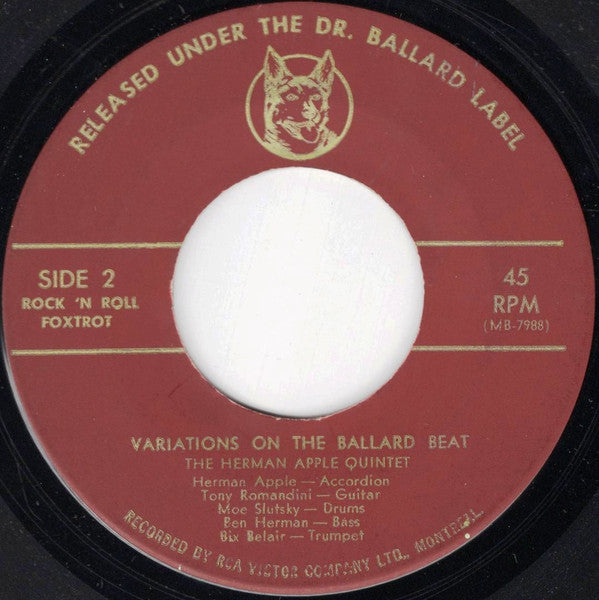 RELEASED UNDER THE DR. BALLARD LABEL
SIDE 2
ROCK 'N ROLL
FOXTROT
45
RPM
(MB-7988)
VARIATIONS ON THE BALLARD BEAT
THE HERMAN APPLE QUINTET
Herman Apple — Accordion
Tony Romandini — Guitar
Moe Slutsky — Drums
Ben Herman — Bass
Bix Belair — Trumpet
RECORDED BY RCA VICTOR COMPANY LTD., MONTREAL.